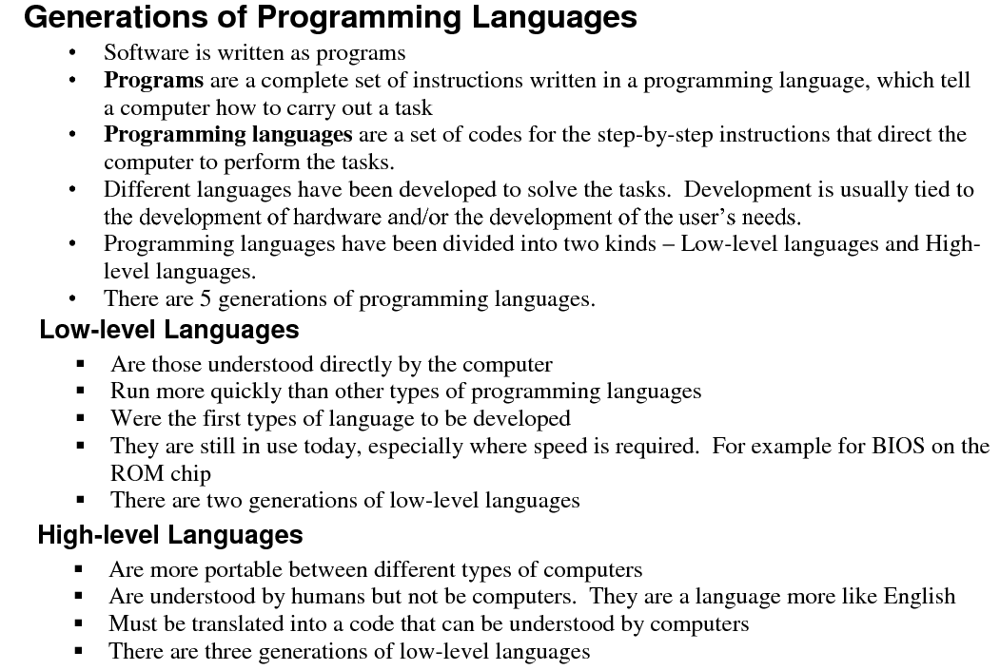 Generations of Programming Languages
• Software is written as programs
• Programs are a complete set of instructions written in a programming language, which tell
a computer how to carry out a task
• Programming languages are a set of codes for the step-by-step instructions that direct the
computer to perform the tasks.
• Different languages have been developed to solve the tasks.  Development is usually tied to
the development of hardware and/or the development of the user’s needs.
• Programming languages have been divided into two kinds – Low-level languages and High-
level languages.
• There are 5 generations of programming languages.
Low-level Languages
▪ Are those understood directly by the computer
▪ Run more quickly than other types of programming languages
▪ Were the first types of language to be developed
▪ They are still in use today, especially where speed is required.  For example for BIOS on the
ROM chip
▪ There are two generations of low-level languages
High-level Languages
▪ Are more portable between different types of computers
▪ Are understood by humans but not be computers.  They are a language more like English
▪ Must be translated into a code that can be understood by computers
▪ There are three generations of low-level languages